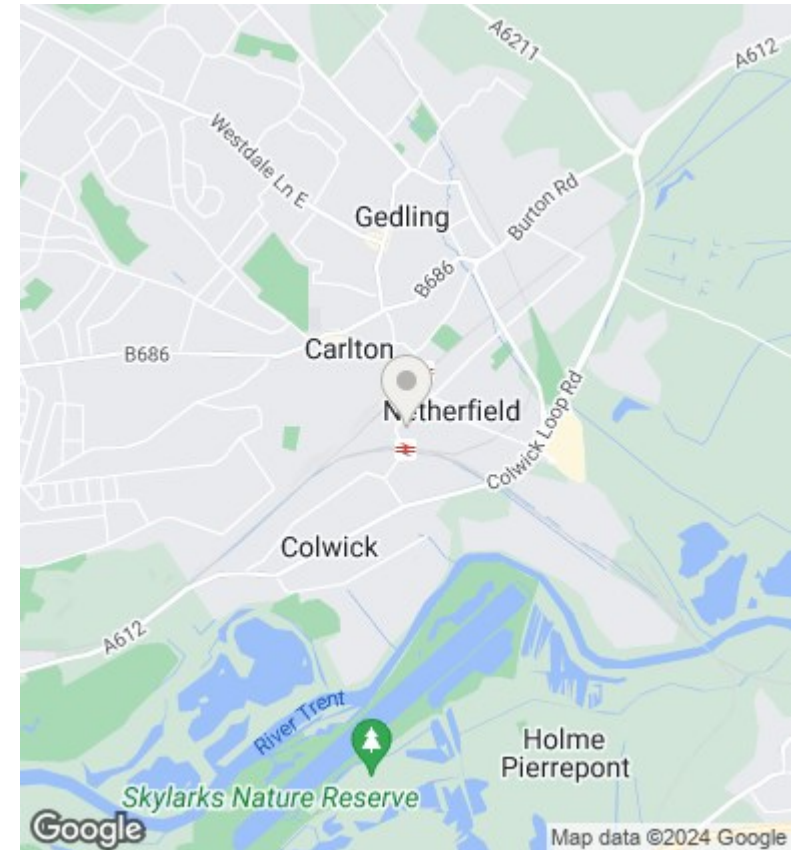 A6211
A612
Westdale Ln E
Gedling
Burton Rd
B686
B686
Carlton
Netherfield
Colwick Loop Rd
Colwick
A612
River Trent
Holme
Pierrepont
Skylarks Nature Reserve
Google
Map data ©2024 Google